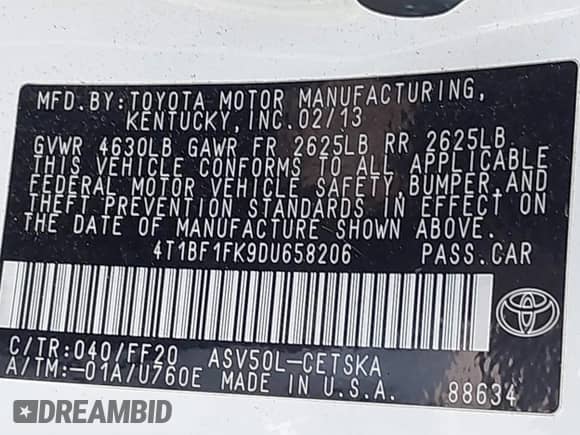 MFD.BY:TOYOTA MOTOR MANUFACTURING,
KENTUCKY, INC.02/13
GVWR 4630LB GAWR FR 2625LB RR 2625LB
THIS VEHICLE CONFORMS TO ALL APPLICABLE
FEDERAL MOTOR VEHICLE SAFETY,BUMPER,AND
THEFT PREVENTION STANDARDS IN EFFECT ON
THE DATE OF MANUFACTURE SHOWN ABOVE.
4T1BF1FK9DU658206 PASS.CAR
C/TR:040/FF20 ASV50L-CETSKA
A/TM:-01A/U760E MADE IN U.S.A. 88634
DREAMBID